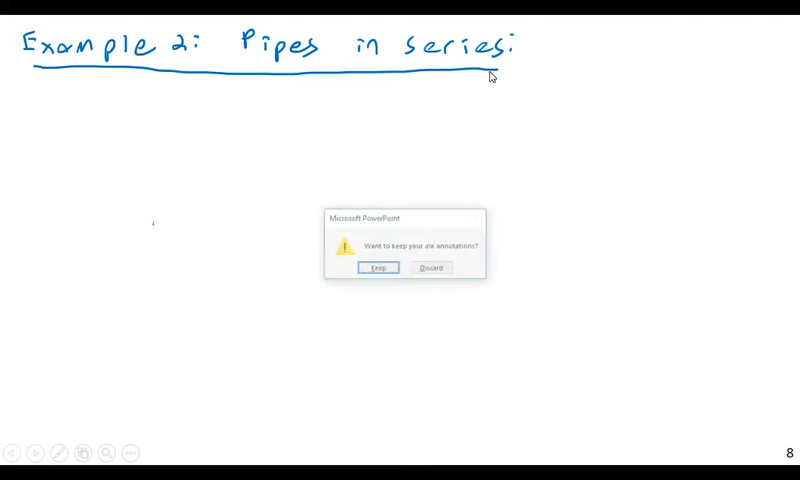 Example 2: Pipes in series:
Microsoft PowerPoint
Want to keep your ink annotations?
Keep Discard
8